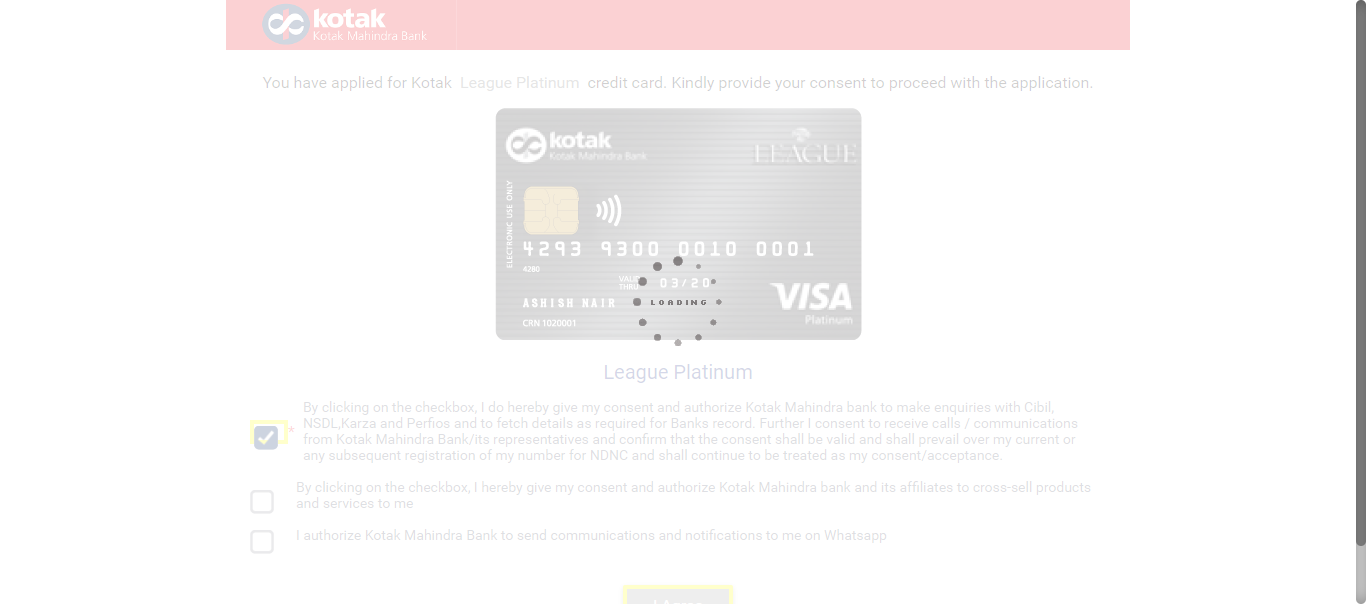 kotak
Kotak Mahindra Bank
You have applied for Kotak League Platinum credit card. Kindly provide your consent to proceed with the application.
kotak
Kotak Mahindra Bank
LEAGUE
ELECTRONIC USE ONLY
4293 9300 0010 0001
4280
VALID THRU 03/20
LOADING
ASHISH NAIR
VISA
CRN 1020001
Platinum
League Platinum
By clicking on the checkbox, I do hereby give my consent and authorize Kotak Mahindra bank to make enquiries with Cibil,
* NSDL,Karza and Perfios and to fetch details as required for Banks record. Further I consent to receive calls / communications
from Kotak Mahindra Bank/its representatives and confirm that the consent shall be valid and shall prevail over my current or
any subsequent registration of my number for NDNC and shall continue to be treated as my consent/acceptance.
By clicking on the checkbox, I hereby give my consent and authorize Kotak Mahindra bank and its affiliates to cross-sell products
and services to me
I authorize Kotak Mahindra Bank to send communications and notifications to me on Whatsapp